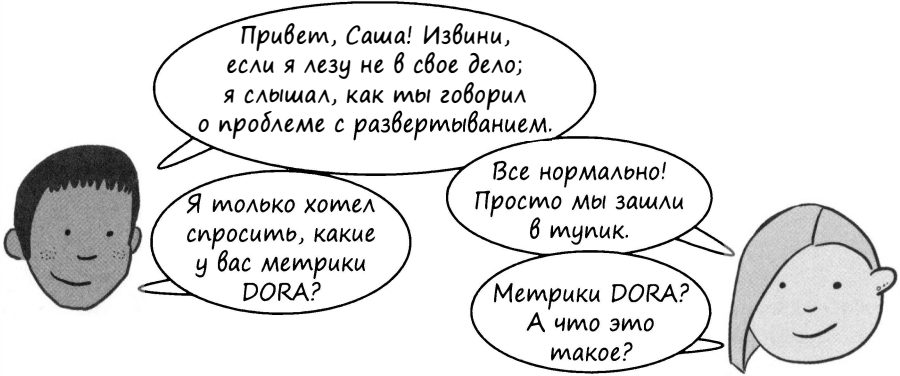 Привет, Саша! Извини,
если я лезу не в свое дело;
я слышал, как ты говорил
о проблеме с развертыванием.
Все нормально!
Просто мы зашли
в тупик.
Я только хотел
спросить, какие
у вас метрики
DORA?
Метрики DORA?
А что это
такое?